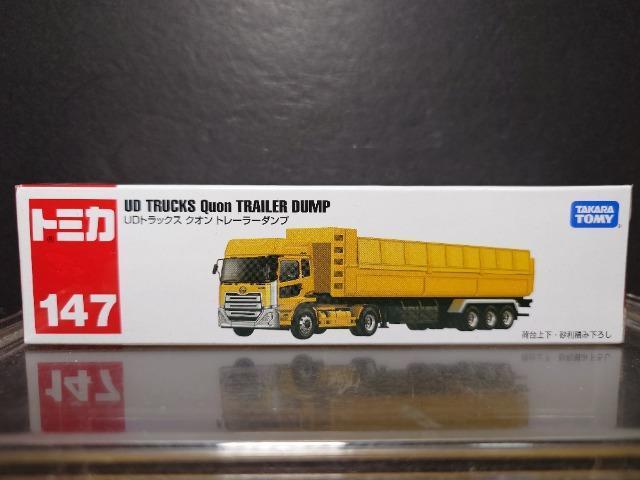 トミカ
147
UD TRUCKS Quon TRAILER DUMP
UDトラックス クオン トレーラーダンプ
TAKARA
TOMY
荷台上下・砂利積み下ろし